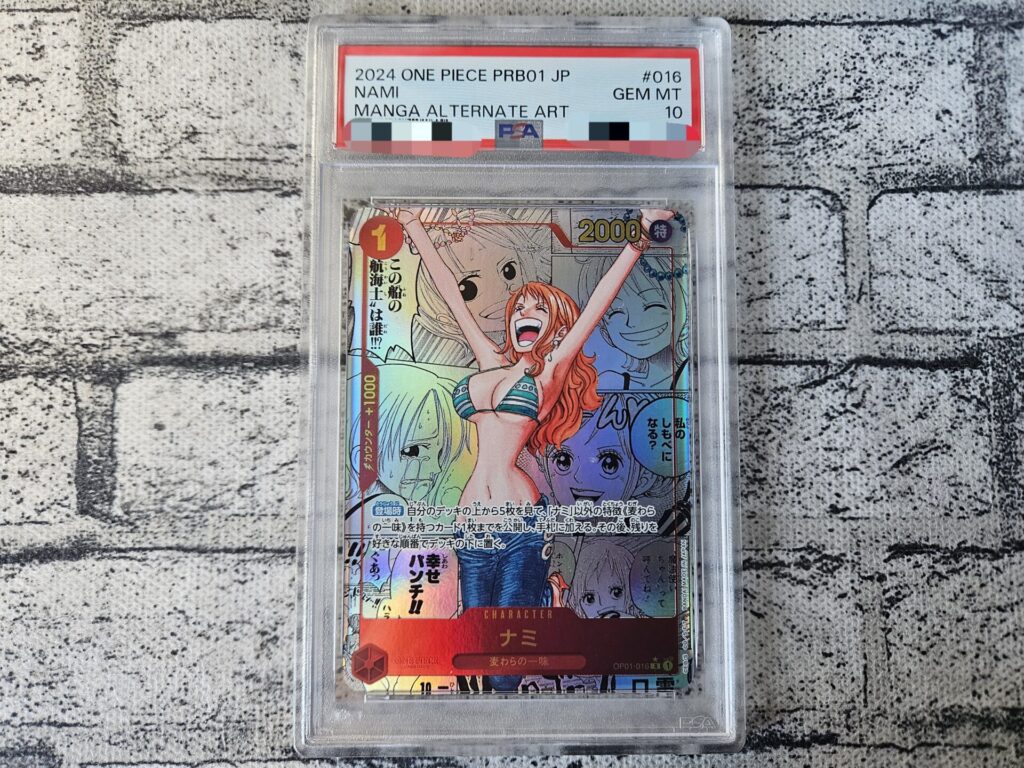 2024 ONE PIECE PRB01 JP
#016
NAMI
GEM MT
MANGA ALTERNATE ART
10
PSA
1
2000
特
この船の
航海士"は誰!!?
カウンター +1000
私の
しもべに
なる?
登場時 自分のデッキの上から5枚を見て、「ナミ」以外の特徴《麦わら
の一味》を持つカード1枚までを公開し、手札に加える。その後、残りを
好きな順番でデッキの下に置く。
幸せ
パンチ!!
CHARACTER
ナミ
麦わらの一味
OP01-016
PSA